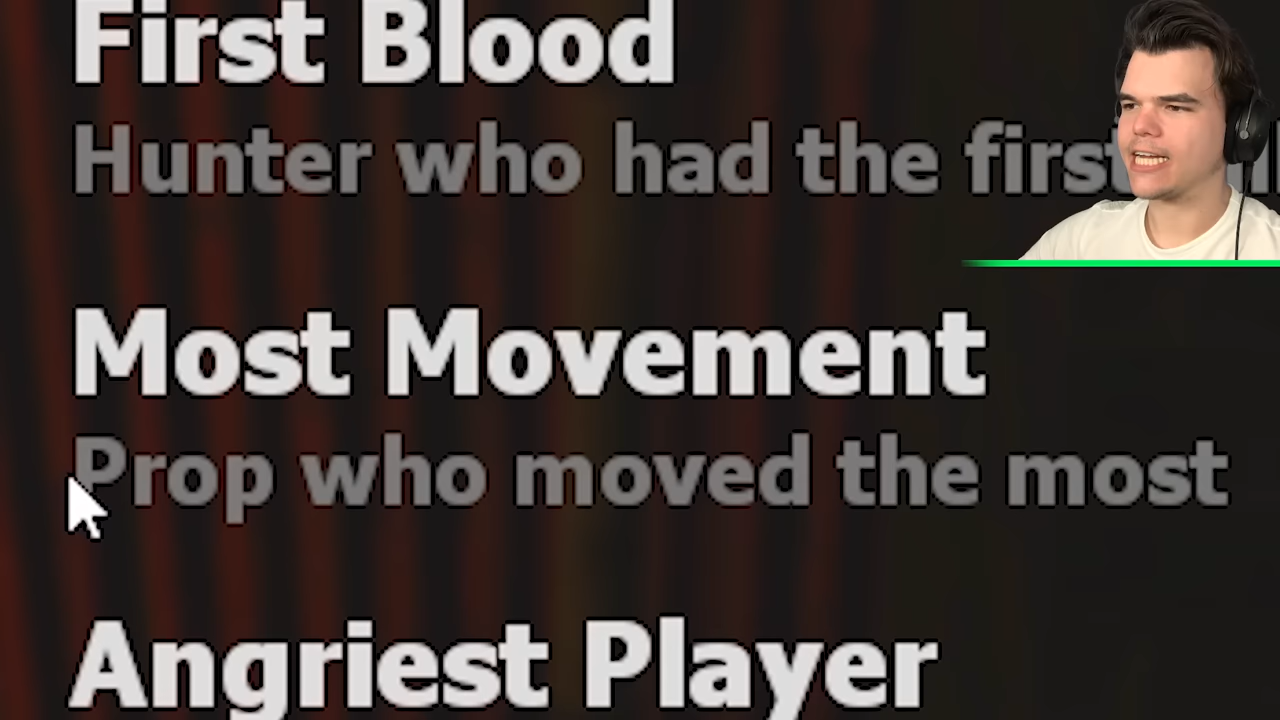 First Blood
Hunter who had the first
Most Movement
Prop who moved the most
Angriest Player